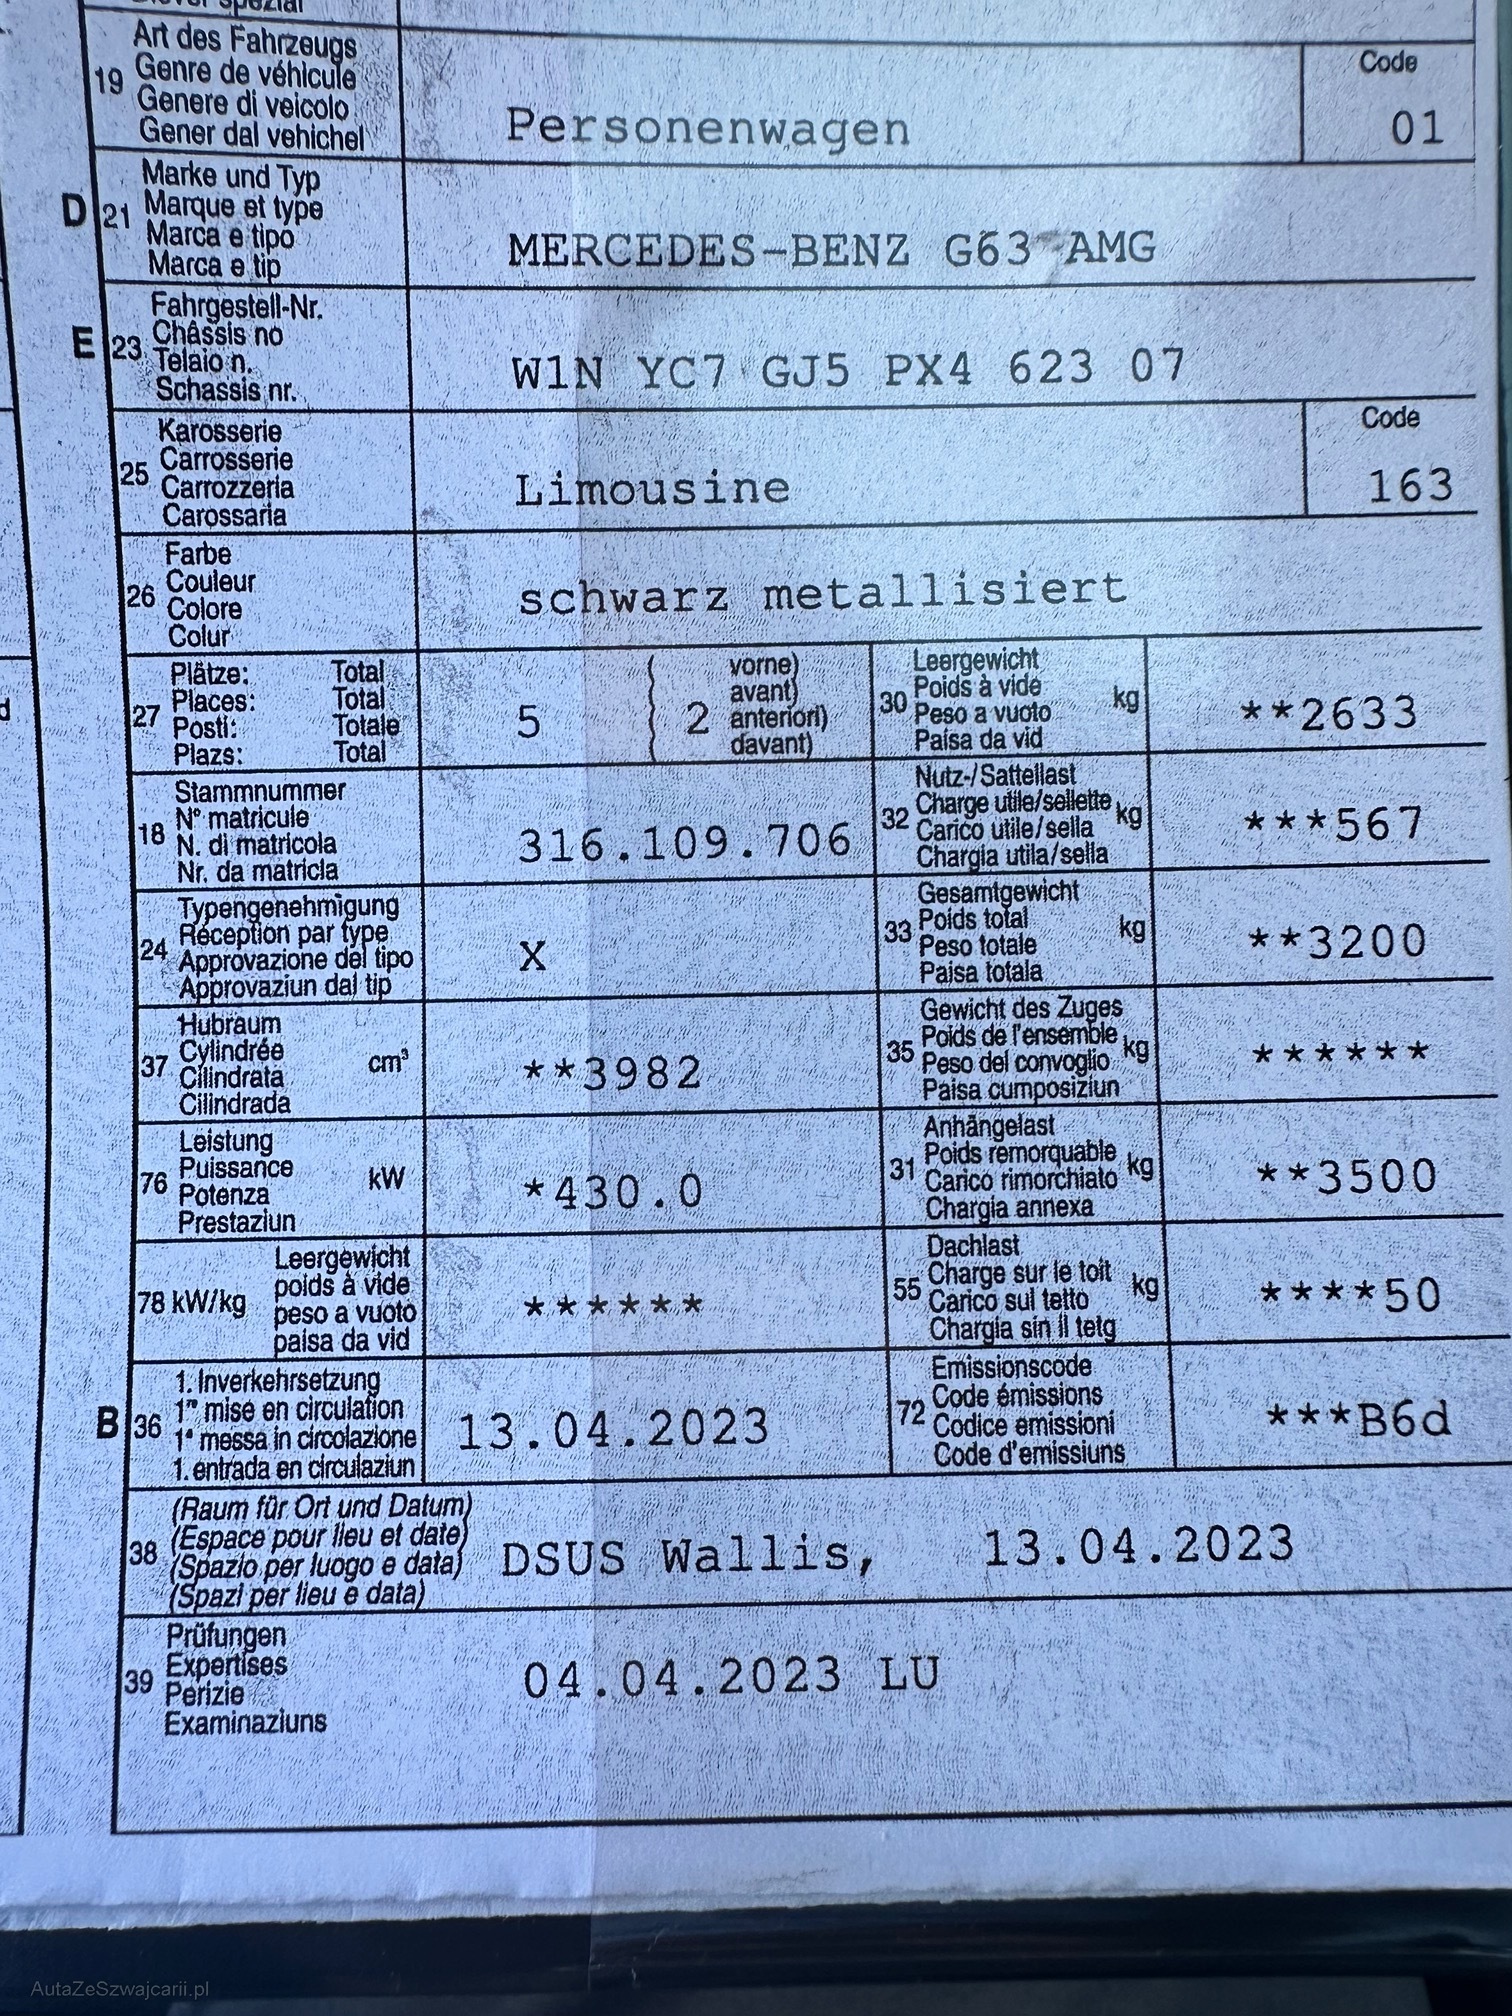 Art des Fahrzeugs
19 Genre de véhicule
Genere di veicolo
Gener dal vehichel
Personenwagen
Code
01
Marke und Typ
D 21 Marque et type
Marca e tipo
Marca e tip
MERCEDES-BENZ G63 AMG
Fahrgestell-Nr.
E 23 Châssis no
Telaio n.
Schassis nr.
W1N YC7 GJ5 PX4 623 07
Karosserie
25 Carrosserie
Carrozzeria
Carossaria
Limousine
Code
163
Farbe
26 Couleur
Colore
Colur
schwarz metallisiert
Plätze: Total
27 Places: Total
Posti: Totale
Plazs: Total
5
2
vorne)
avant)
anteriori)
davant)
Leergewicht
30 Poids à vide kg
Peso a vuoto
Paisa da vid
**2633
Stammnummer
18 N° matricule
N. di matricola
Nr. da matricla
316.109.706
Nutz-/Sattellast
32 Charge utile/sellette kg
Carico utile/sella
Chargia utila/sella
***567
Typengenehmigung
24 Réception par type
Approvazione del tipo
Approvaziun dal tip
X
Gesamtgewicht
33 Poids total kg
Peso totale
Paisa totala
**3200
Hubraum
37 Cylindrée cm³
Cilindrata
Cilindrada
**3982
Gewicht des Zuges
35 Poids de l'ensemble kg
Peso del convoglio
Paisa cumposiziun
******
Leistung
76 Puissance kW
Potenza
Prestaziun
*430.0
Anhängelast
31 Poids remorquable kg
Carico rimorchiato
Chargia annexa
**3500
Leergewicht
78 kW/kg poids à vide
peso a vuoto
paisa da vid
******
Dachlast
55 Charge sur le toit kg
Carico sul tetto
Chargia sin il tetg
****50
1. Inverkehrsetzung
B 36 1re mise en circulation
1a messa in circolazione
1. entrada en circulaziun
13.04.2023
Emissionscode
72 Code émissions
Codice emissioni
Code d'emissiuns
***B6d
(Raum für Ort und Datum)
38 (Espace pour lieu et date)
(Spazio per luogo e data)
(Spazi per lieu e data)
DSUS Wallis, 13.04.2023
Prüfungen
39 Expertises
Perizie
Examinaziuns
04.04.2023 LU
AutaZeSzwajcarii.pl